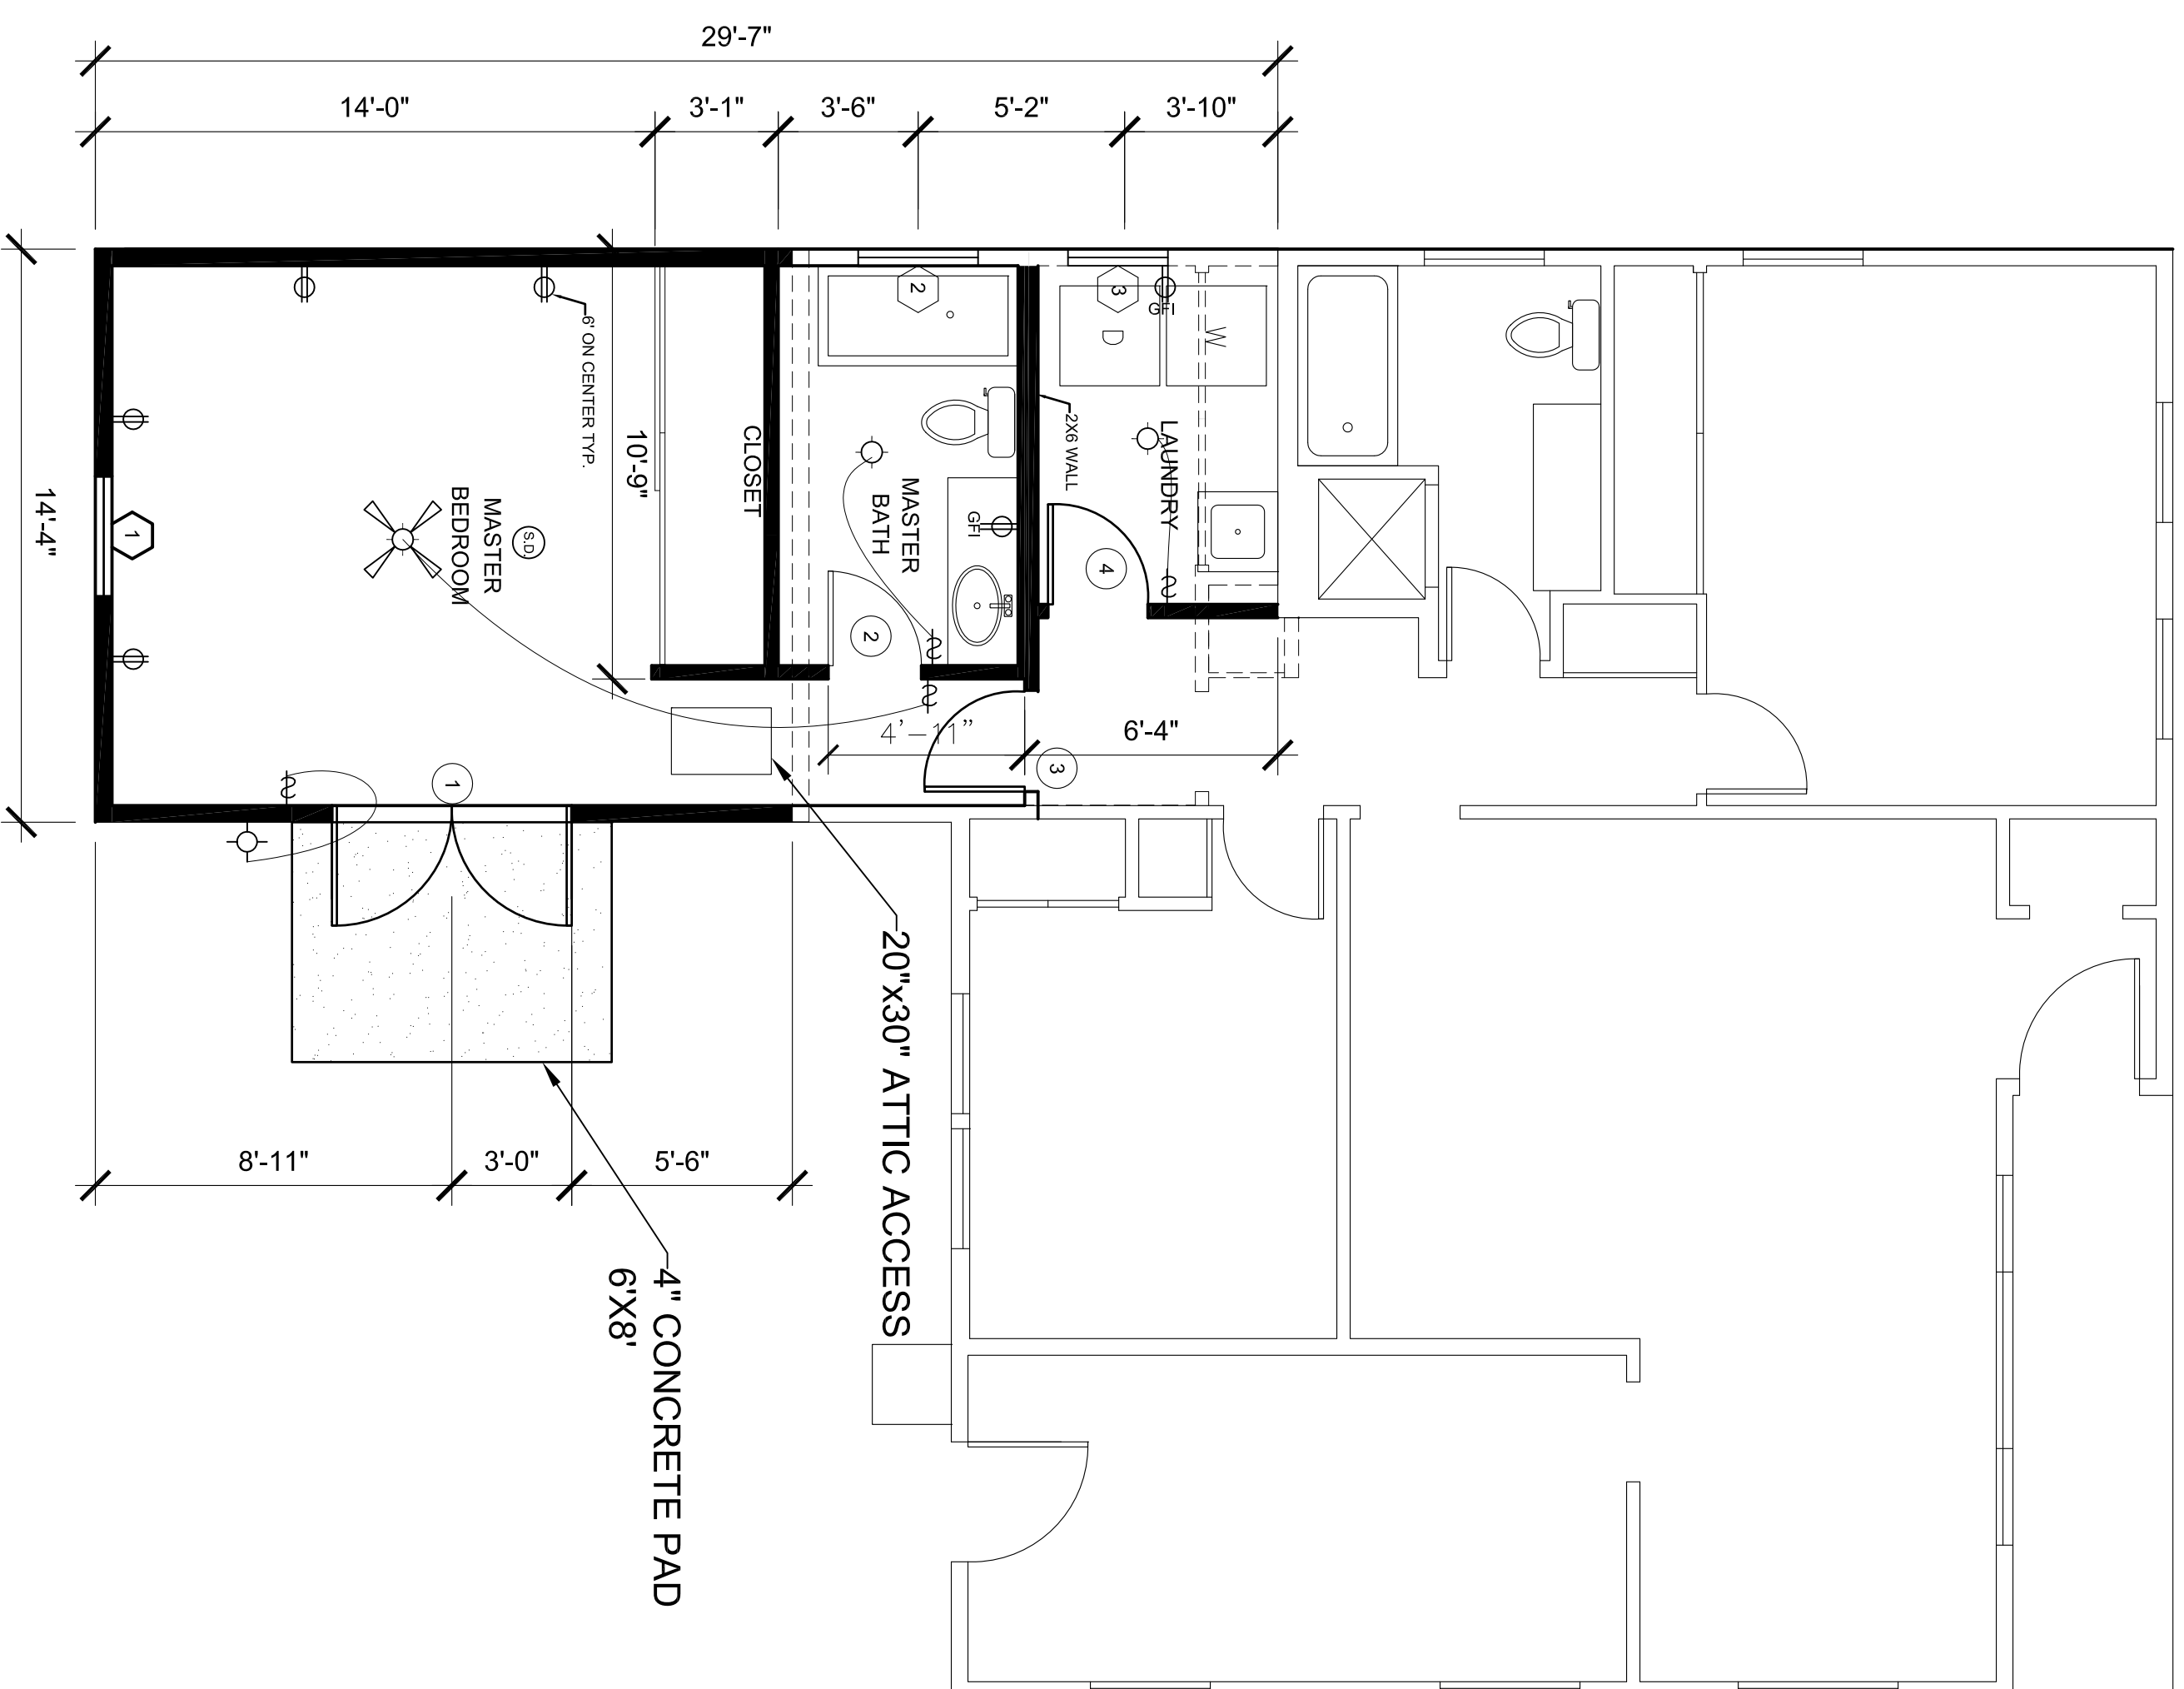 29'-7"
14'-0"
3'-1"
3'-6"
5'-2"
3'-10"
14'-4"
6' ON CENTER TYP.
10'-9"
CLOSET
1
S.D.
MASTER
BEDROOM
2
GFI
MASTER
BATH
2
3
GFI
D
W
2X6 WALL
LAUNDRY
4
4'-11"
6'-4"
3
1
20"x30" ATTIC ACCESS
8'-11"
3'-0"
5'-6"
4" CONCRETE PAD
6'X8'